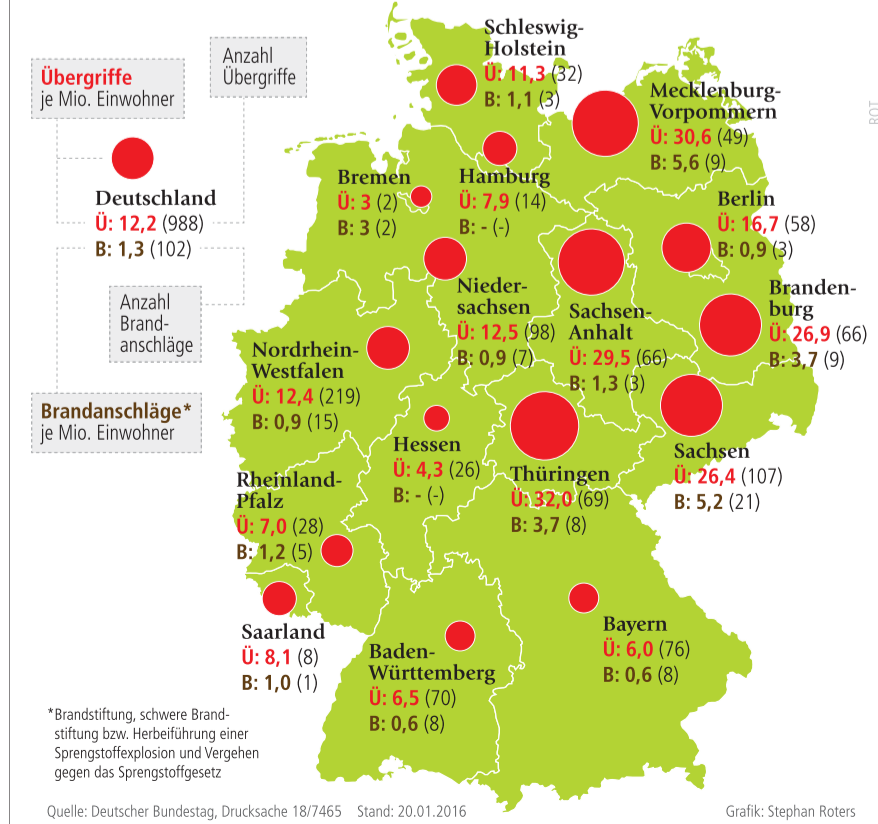 Übergriffe
je Mio. Einwohner
Anzahl
Übergriffe
Deutschland
Ü: 12,2 (988)
B: 1,3 (102)
Anzahl
Brand-
anschläge
Brandanschläge*
je Mio. Einwohner
Schleswig-
Holstein
Ü: 11,3 (32)
B: 1,1 (3)
Mecklenburg-
Vorpommern
Ü: 30,6 (49)
B: 5,6 (9)
ROT
Bremen
Ü: 3 (2)
B: 3 (2)
Hamburg
Ü: 7,9 (14)
B: - (-)
Berlin
Ü: 16,7 (58)
B: 0,9 (3)
Nieder-
sachsen
Ü: 12,5 (98)
B: 0,9 (7)
Sachsen-
Anhalt
Ü: 29,5 (66)
B: 1,3 (3)
Branden-
burg
Ü: 26,9 (66)
B: 3,7 (9)
Nordrhein-
Westfalen
Ü: 12,4 (219)
B: 0,9 (15)
Hessen
Ü: 4,3 (26)
B: - (-)
Thüringen
Ü: 32,0 (69)
B: 3,7 (8)
Sachsen
Ü: 26,4 (107)
B: 5,2 (21)
Rheinland-
Pfalz
Ü: 7,0 (28)
B: 1,2 (5)
Saarland
Ü: 8,1 (8)
B: 1,0 (1)
Baden-
Württemberg
Ü: 6,5 (70)
B: 0,6 (8)
Bayern
Ü: 6,0 (76)
B: 0,6 (8)
*Brandstiftung, schwere Brand-
stiftung bzw. Herbeiführung einer
Sprengstoffexplosion und Vergehen
gegen das Sprengstoffgesetz
Quelle: Deutscher Bundestag, Drucksache 18/7465 Stand: 20.01.2016
Grafik: Stephan Roters